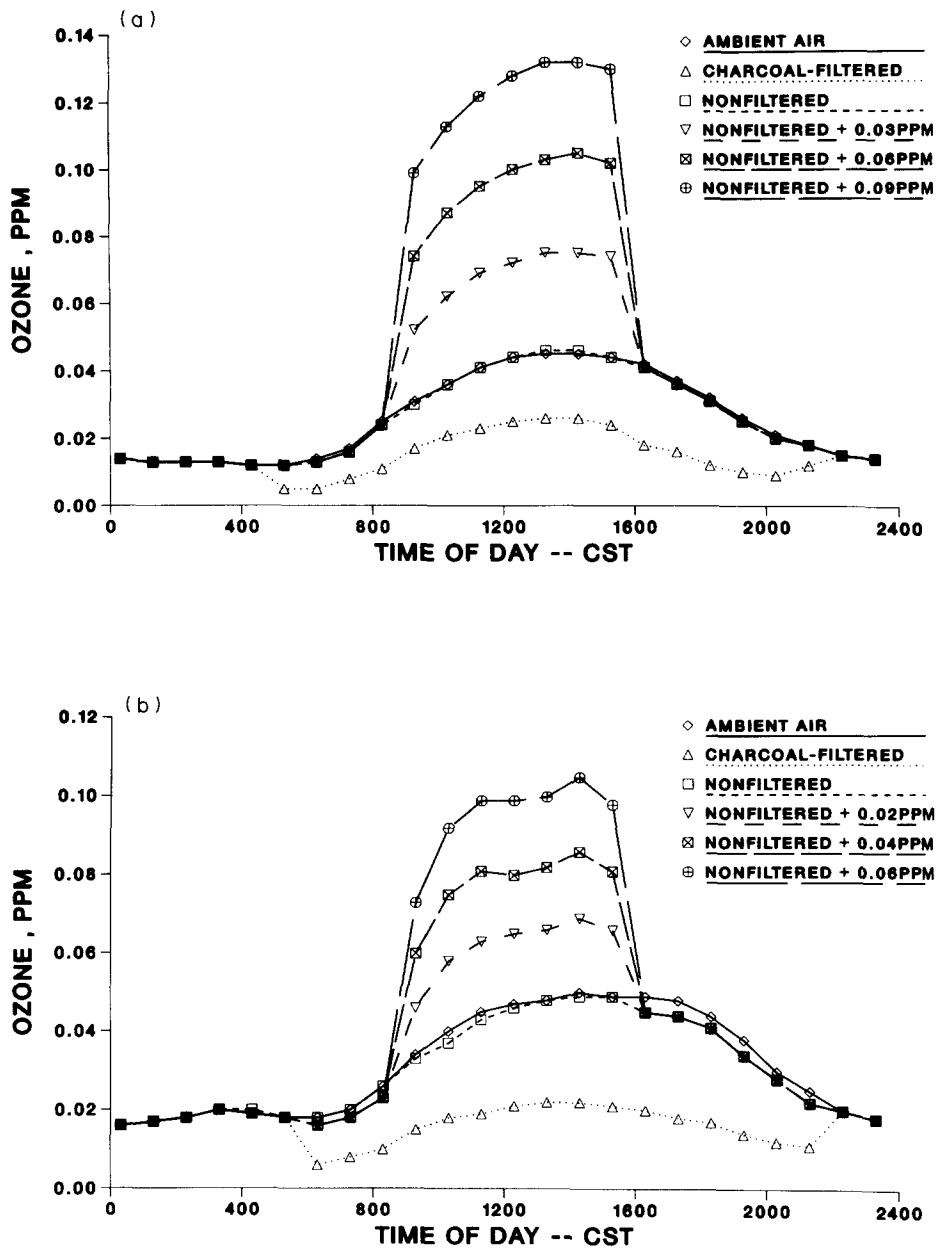 (a)
0.14
0.12
0.10
0.08
0.06
0.04
0.02
0.00
OZONE , PPM
0 400 800 1200 1600 2000 2400
TIME OF DAY -- CST
AMBIENT AIR
CHARCOAL-FILTERED
NONFILTERED
NONFILTERED + 0.03PPM
NONFILTERED + 0.06PPM
NONFILTERED + 0.09PPM
(b)
0.12
0.10
0.08
0.06
0.04
0.02
0.00
OZONE , PPM
0 400 800 1200 1600 2000 2400
TIME OF DAY -- CST
AMBIENT AIR
CHARCOAL-FILTERED
NONFILTERED
NONFILTERED + 0.02PPM
NONFILTERED + 0.04PPM
NONFILTERED + 0.06PPM